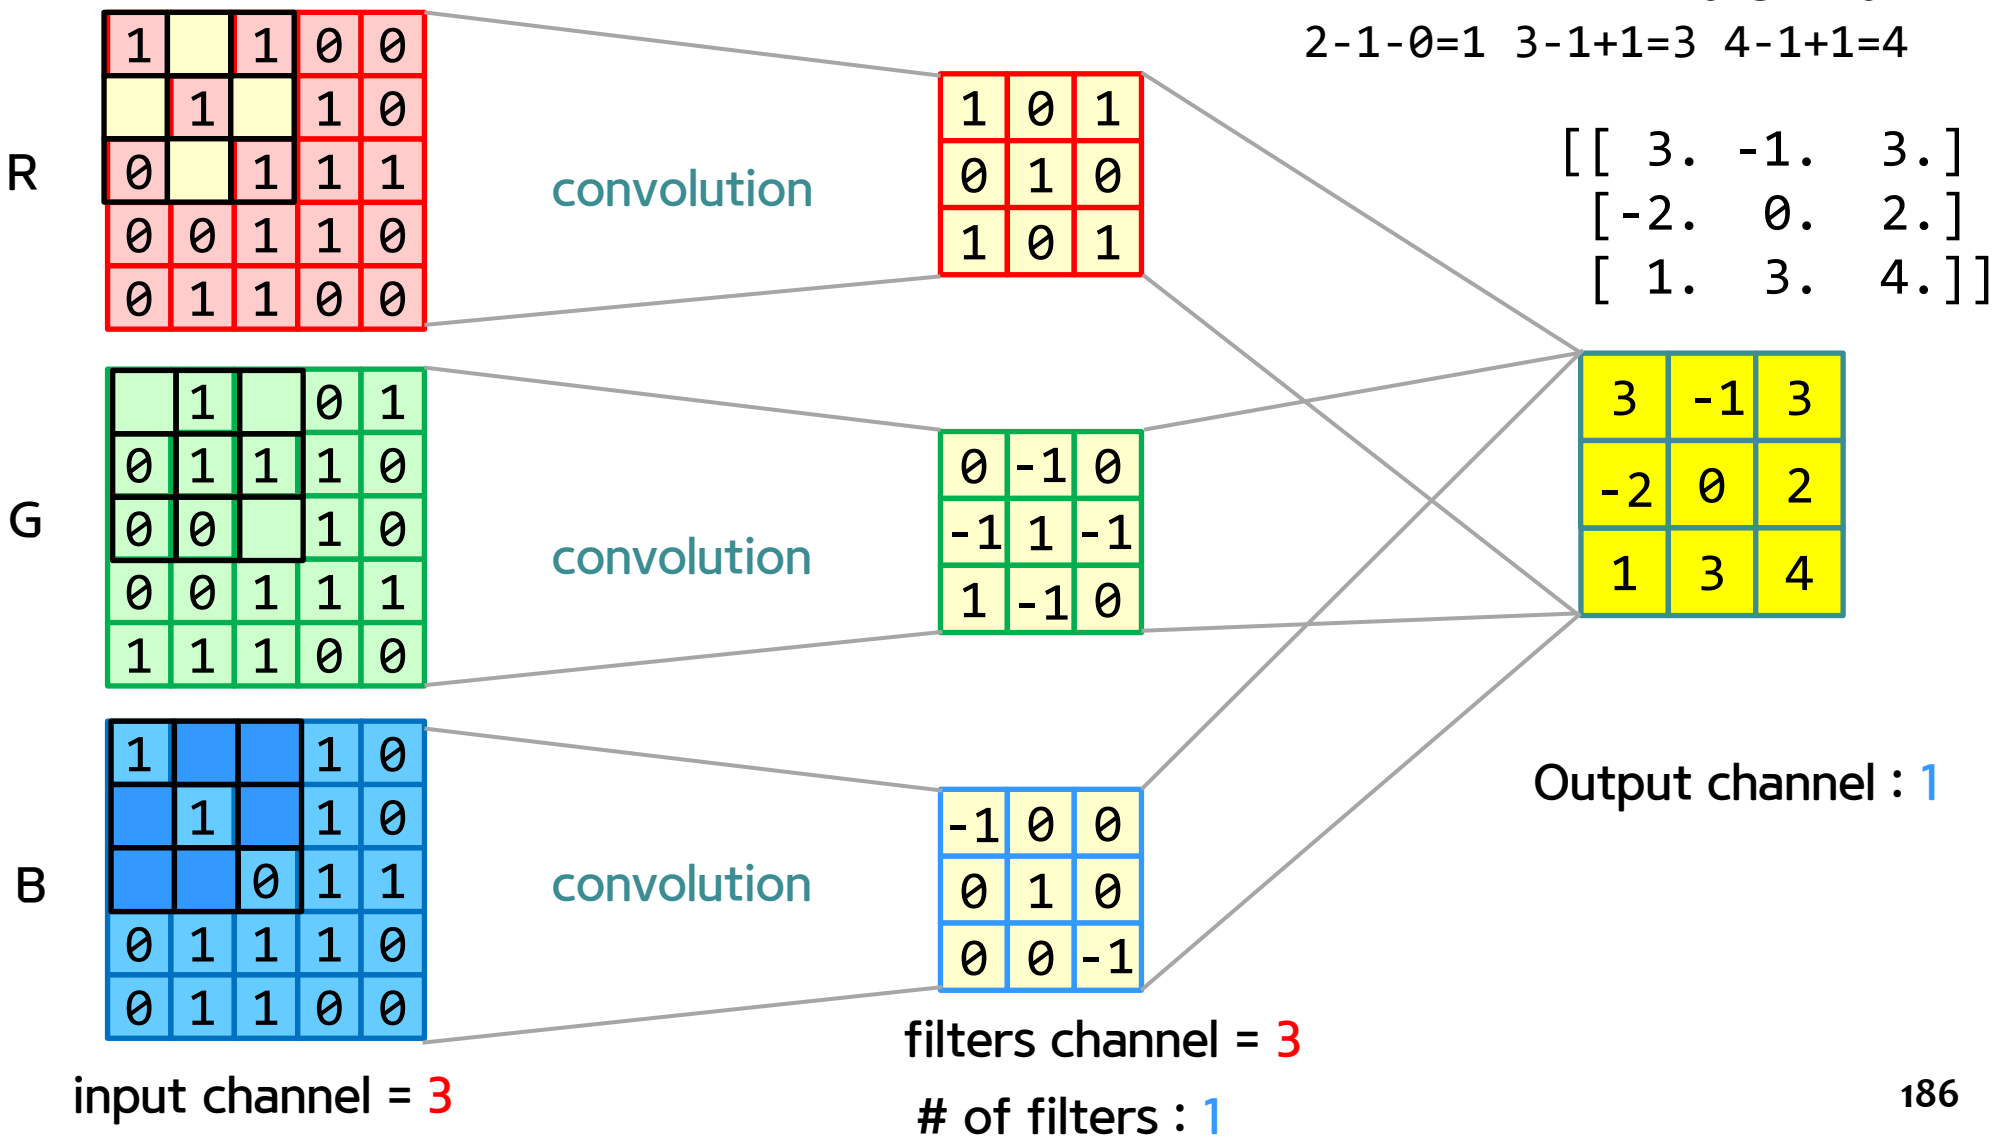 2-1-0=1 3-1+1=3 4-1+1=4
R
1 1 0 0
1 1 0
0 1 1 1
0 0 1 1 0
0 1 1 0 0
convolution
1 0 1
0 1 0
1 0 1
[[ 3. -1. 3.]
[-2. 0. 2.]
[ 1. 3. 4.]]
G
1 0 1
0 1 1 1 0
0 0 1 0
0 0 1 1 1
1 1 1 0 0
convolution
0 -1 0
-1 1 -1
1 -1 0
3 -1 3
-2 0 2
1 3 4
B
1 1 0
1 1 0
0 1 1
0 1 1 1 0
0 1 1 0 0
convolution
-1 0 0
0 1 0
0 0 -1
Output channel : 1
input channel = 3
filters channel = 3
# of filters : 1
186